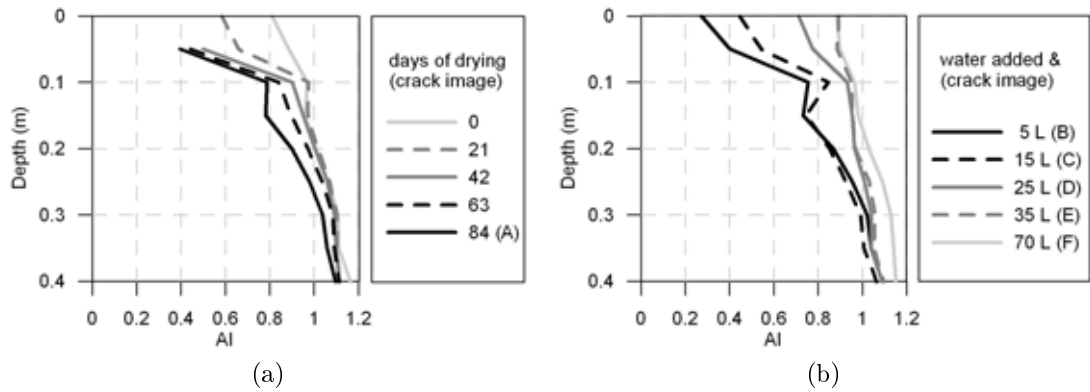 0
0.1
0.2
0.3
0.4
Depth (m)
0 0.2 0.4 0.6 0.8 1 1.2
AI
days of drying
(crack image)
0
21
42
63
84 (A)
(a)
0
0.1
0.2
0.3
0.4
Depth (m)
0 0.2 0.4 0.6 0.8 1 1.2
AI
water added &
(crack image)
5 L (B)
15 L (C)
25 L (D)
35 L (E)
70 L (F)
(b)